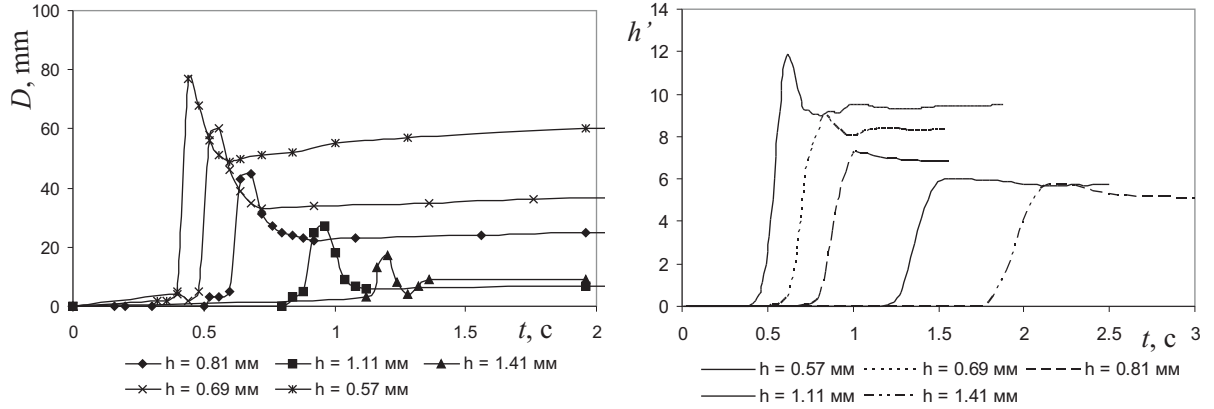 D, mm
100
80
60
40
20
0
0
0.5
1
1.5
2
t, с
h = 0.81 мм
h = 1.11 мм
h = 1.41 мм
h = 0.69 мм
h = 0.57 мм
h’
14
12
10
8
6
4
2
0
0
0.5
1
1.5
2
2.5
3
t, с
h = 0.57 мм
h = 0.69 мм
h = 0.81 мм
h = 1.11 мм
h = 1.41 мм